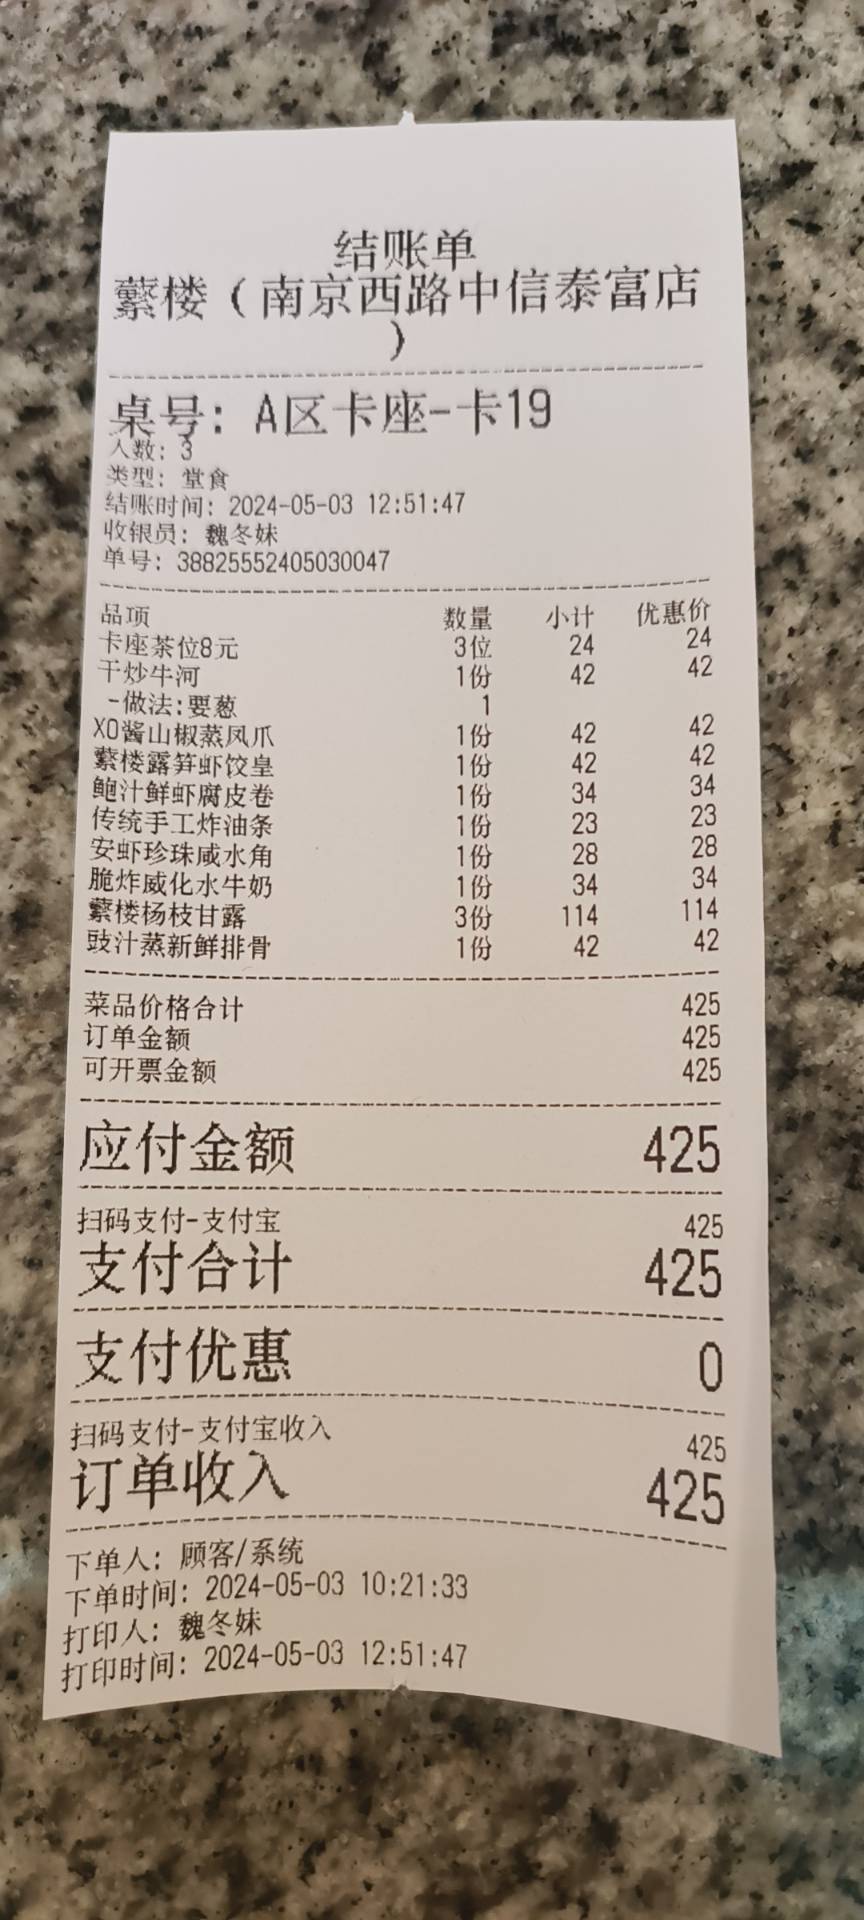 结账单
蘩楼（南京西路中信泰富店
）
桌号: A区卡座-卡19
人数: 3
类型: 堂食
结账时间: 2024-05-03 12:51:47
收银员: 魏冬妹
单号: 38825552405030047
品项 数量 小计 优惠价
卡座茶位8元 3位 24 24
干炒牛河 1份 42 42
-做法:要葱 1
XO酱山椒蒸凤爪 1份 42 42
蘩楼露笋虾饺皇 1份 42 42
鲍汁鲜虾腐皮卷 1份 34 34
传统手工炸油条 1份 23 23
安虾珍珠咸水角 1份 28 28
脆炸威化水牛奶 1份 34 34
蘩楼杨枝甘露 3份 114 114
豉汁蒸新鲜排骨 1份 42 42
菜品价格合计 425
订单金额 425
可开票金额 425
应付金额 425
扫码支付-支付宝 425
支付合计 425
支付优惠 0
扫码支付-支付宝收入 425
订单收入 425
下单人: 顾客/系统
下单时间: 2024-05-03 10:21:33
打印人: 魏冬妹
打印时间: 2024-05-03 12:51:47